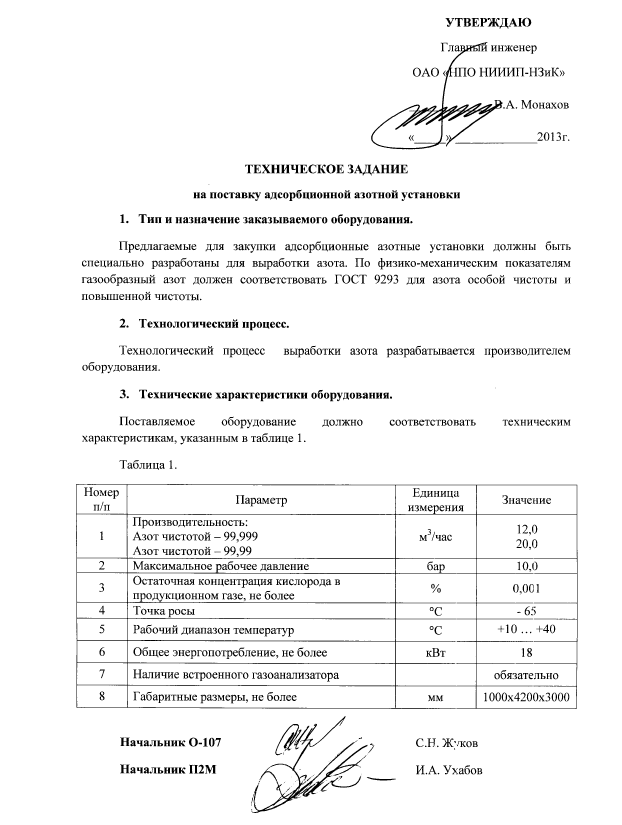 УТВЕРЖДАЮ
Главный инженер
ОАО «НПО НИИИП-НЗиК»
В.А. Монахов
«_____» _____________2013г.
ТЕХНИЧЕСКОЕ ЗАДАНИЕ
на поставку адсорбционной азотной установки
1. Тип и назначение заказываемого оборудования.
Предлагаемые для закупки адсорбционные азотные установки должны быть
специально разработаны для выработки азота. По физико-механическим показателям
газообразный азот должен соответствовать ГОСТ 9293 для азота особой чистоты и
повышенной чистоты.
2. Технологический процесс.
Технологический процесс выработки азота разрабатывается производителем
оборудования.
3. Технические характеристики оборудования.
Поставляемое оборудование должно соответствовать техническим
характеристикам, указанным в таблице 1.
Таблица 1.
Номер п/п Параметр Единица измерения Значение
1 Производительность:
Азот чистотой – 99,999 м³/час 12,0
Азот чистотой – 99,99 20,0
2 Максимальное рабочее давление бар 10,0
3 Остаточная концентрация кислорода в
продукционном газе, не более % 0,001
4 Точка росы °С - 65
5 Рабочий диапазон температур °С +10 … +40
6 Общее энергопотребление, не более кВт 18
7 Наличие встроенного газоанализатора обязательно
8 Габаритные размеры, не более мм 1000х4200х3000
Начальник О-107 С.Н. Жуков
Начальник П2М И.А. Ухабов